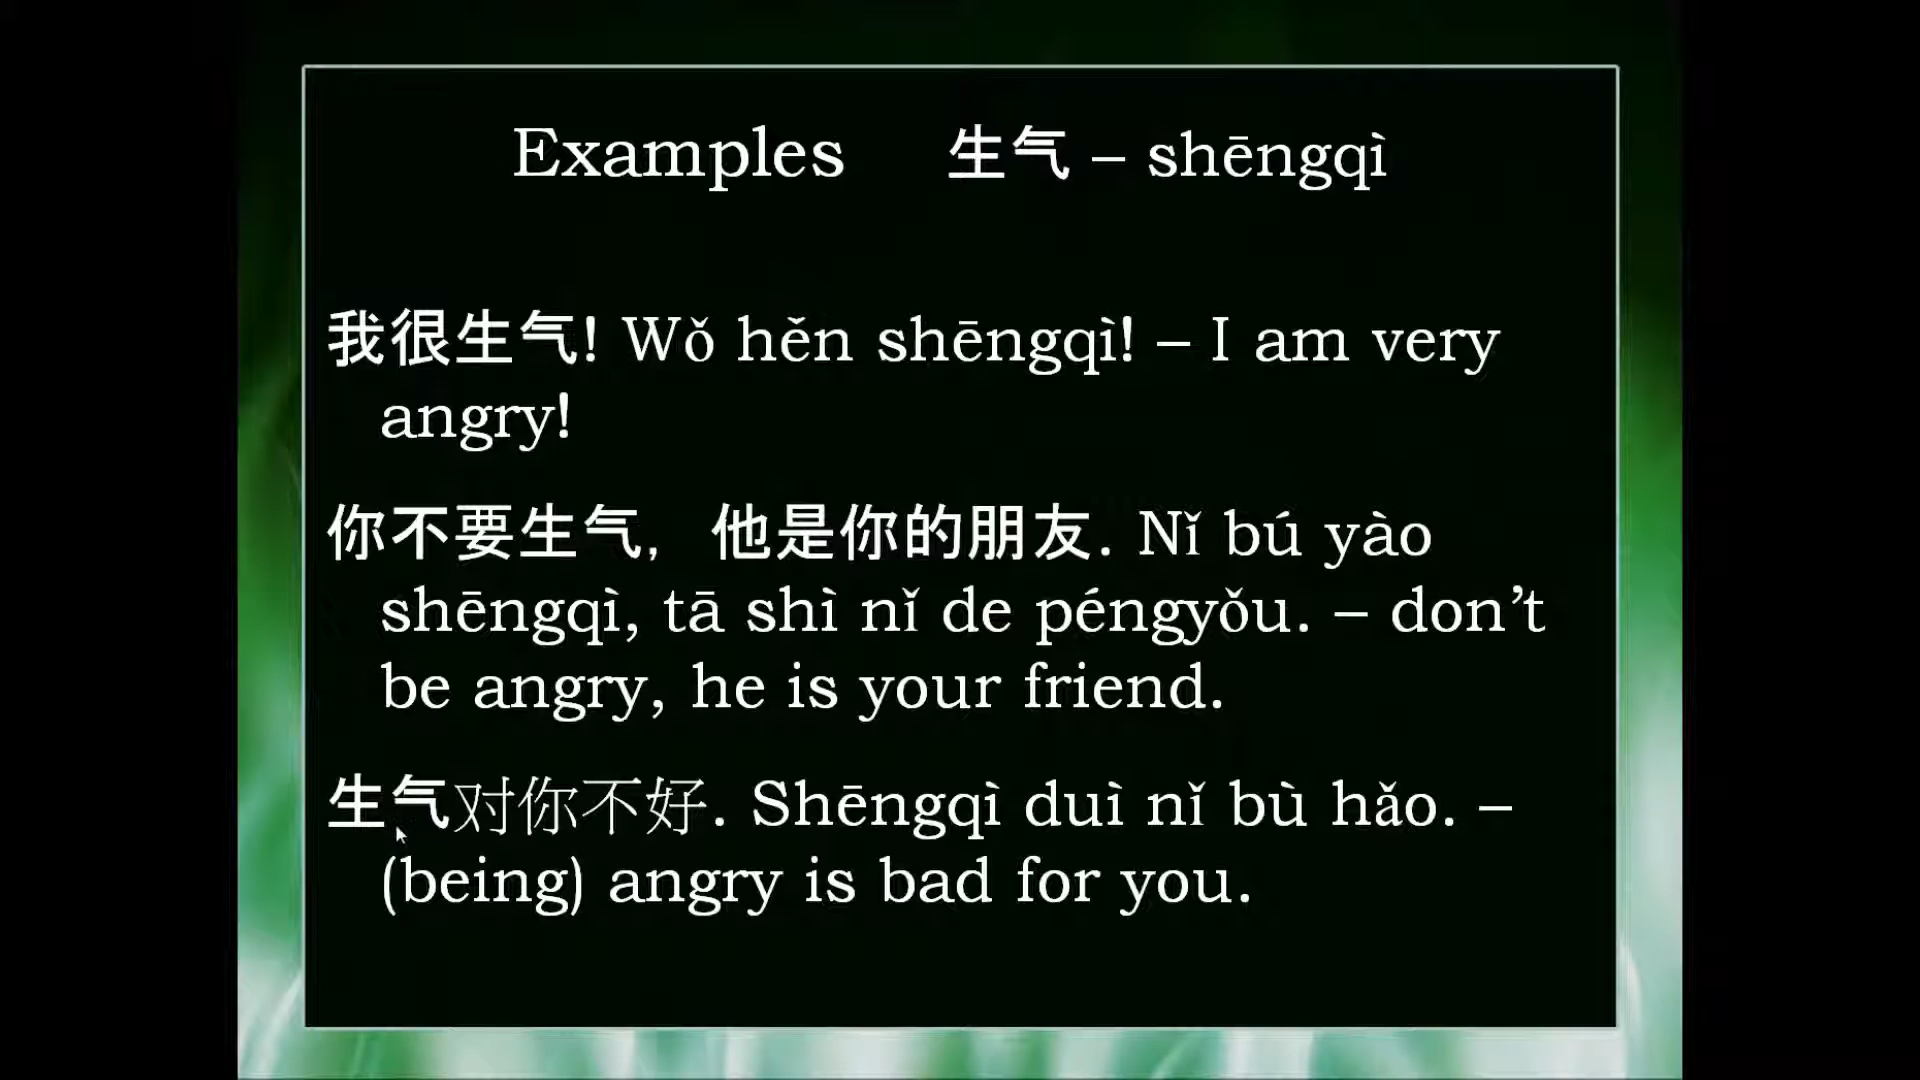 Examples 生气 – shēngqì
我很生气! Wǒ hěn shēngqì! – I am very
angry!
你不要生气, 他是你的朋友. Nǐ bú yào
shēngqì, tā shì nǐ de péngyǒu. – don’t
be angry, he is your friend.
生气对你不好. Shēngqì duì nǐ bù hǎo. –
(being) angry is bad for you.